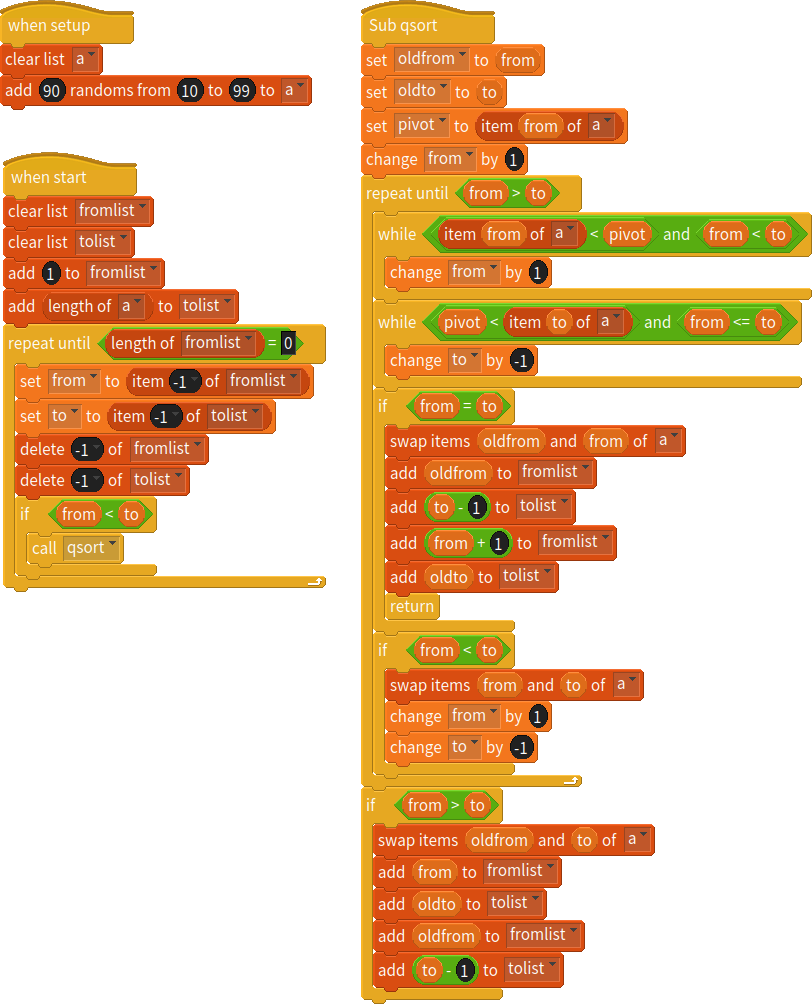 when setup
clear list a
add 90 randoms from 10 to 99 to a
when start
clear list fromlist
clear list tolist
add 1 to fromlist
add length of a to tolist
repeat until length of fromlist = 0
set from to item -1 of fromlist
set to to item -1 of tolist
delete -1 of fromlist
delete -1 of tolist
if from < to
call qsort
Sub qsort
set oldfrom to from
set oldto to to
set pivot to item from of a
change from by 1
repeat until from > to
while item from of a < pivot and from < to
change from by 1
while pivot < item to of a and from <= to
change to by -1
if from = to
swap items oldfrom and from of a
add oldfrom to fromlist
add to - 1 to tolist
add from + 1 to fromlist
add oldto to tolist
return
if from < to
swap items from and to of a
change from by 1
change to by -1
if from > to
swap items oldfrom and to of a
add from to fromlist
add oldto to tolist
add oldfrom to fromlist
add to - 1 to tolist